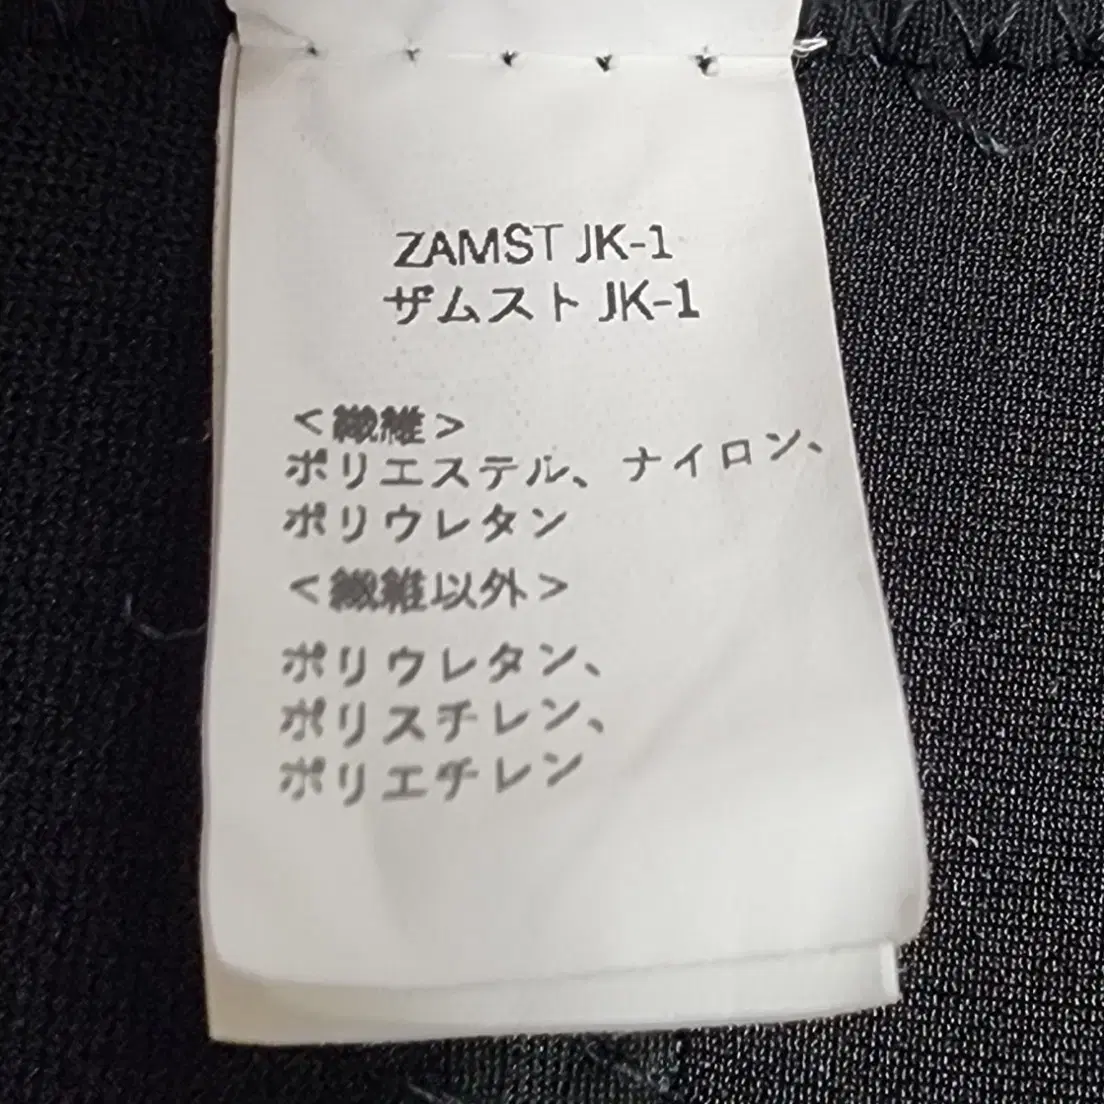 ZAMST JK-1
ザムスト JK-1
<繊維>
ポリエステル、ナイロン、
ポリウレタン
<繊維以外>
ポリウレタン、
ポリスチレン、
ポリエチレン